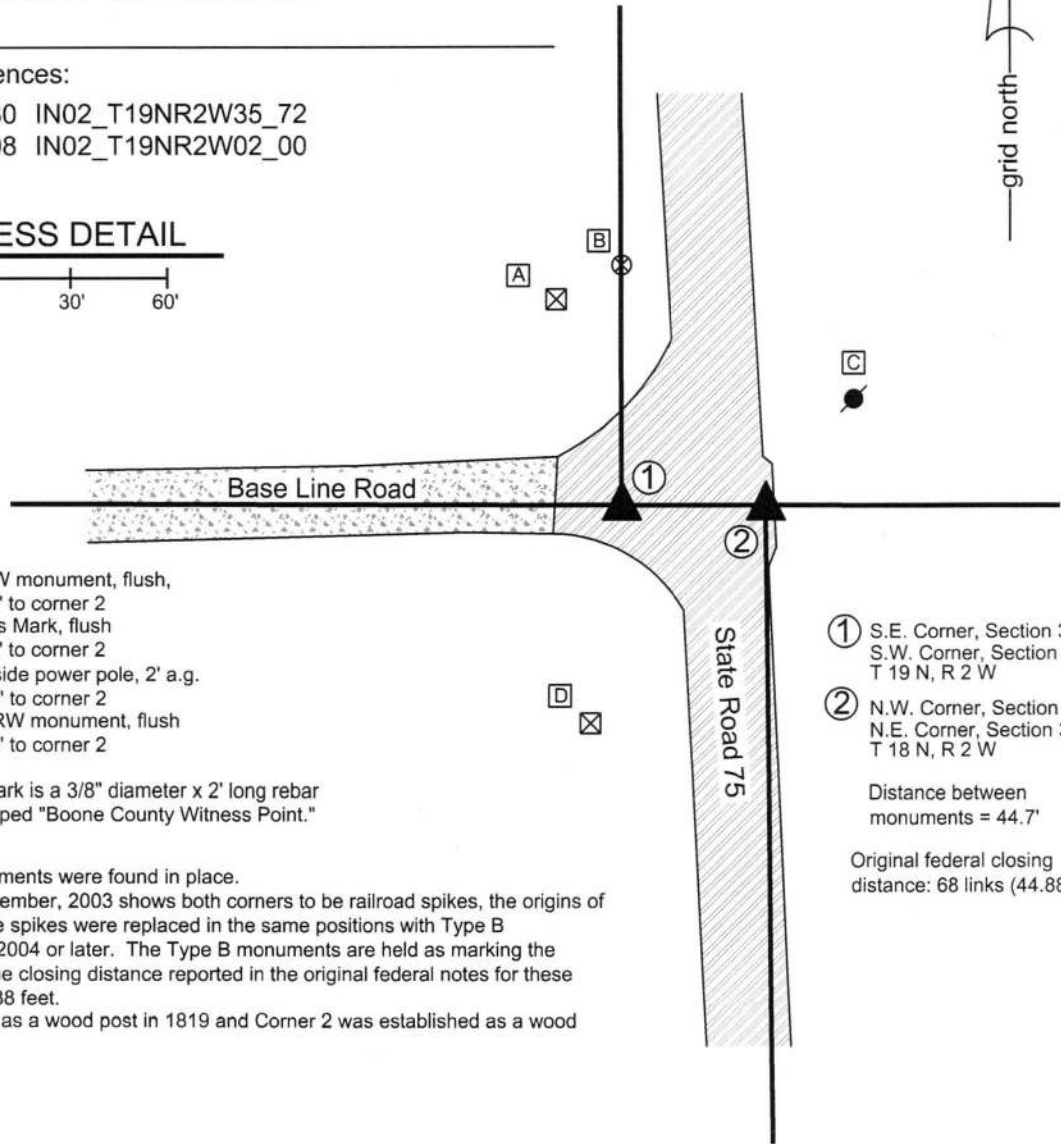 ences:
IN02_T19NR2W35_72
IN02_T19NR2W02_00
ESS DETAIL
30' 60'
grid north
B
A
C
Base Line Road
1
2
W monument, flush,
' to corner 2
s Mark, flush
' to corner 2
side power pole, 2' a.g.
' to corner 2
RW monument, flush
' to corner 2
D
State Road 75
1 S.E. Corner, Section 3
S.W. Corner, Section
T 19 N, R 2 W
2 N.W. Corner, Section
N.E. Corner, Section 3
T 18 N, R 2 W
Distance between
monuments = 44.7'
Original federal closing
distance: 68 links (44.88
ark is a 3/8" diameter x 2' long rebar
ped "Boone County Witness Point."
ments were found in place.
ember, 2003 shows both corners to be railroad spikes, the origins of
e spikes were replaced in the same positions with Type B
2004 or later. The Type B monuments are held as marking the
e closing distance reported in the original federal notes for these
88 feet.
as a wood post in 1819 and Corner 2 was established as a wood